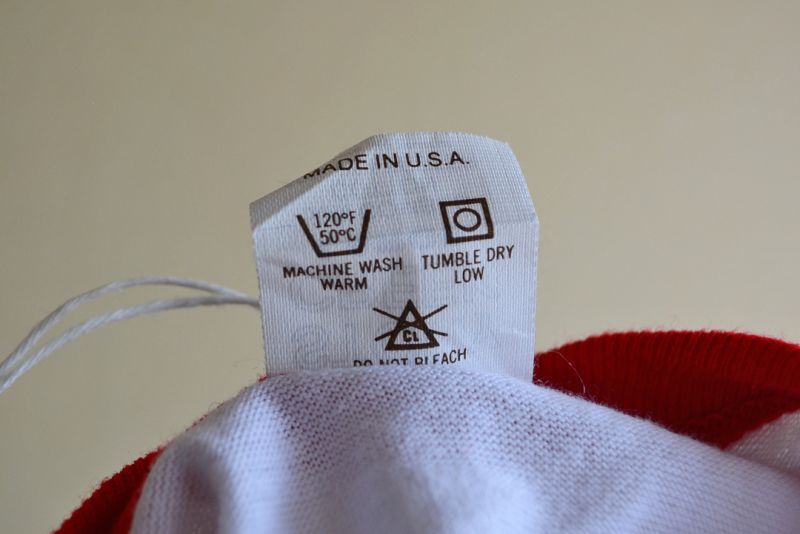 MADE IN U.S.A.
120°F
50°C
MACHINE WASH
WARM
TUMBLE DRY
LOW
CL
DO NOT BLEACH